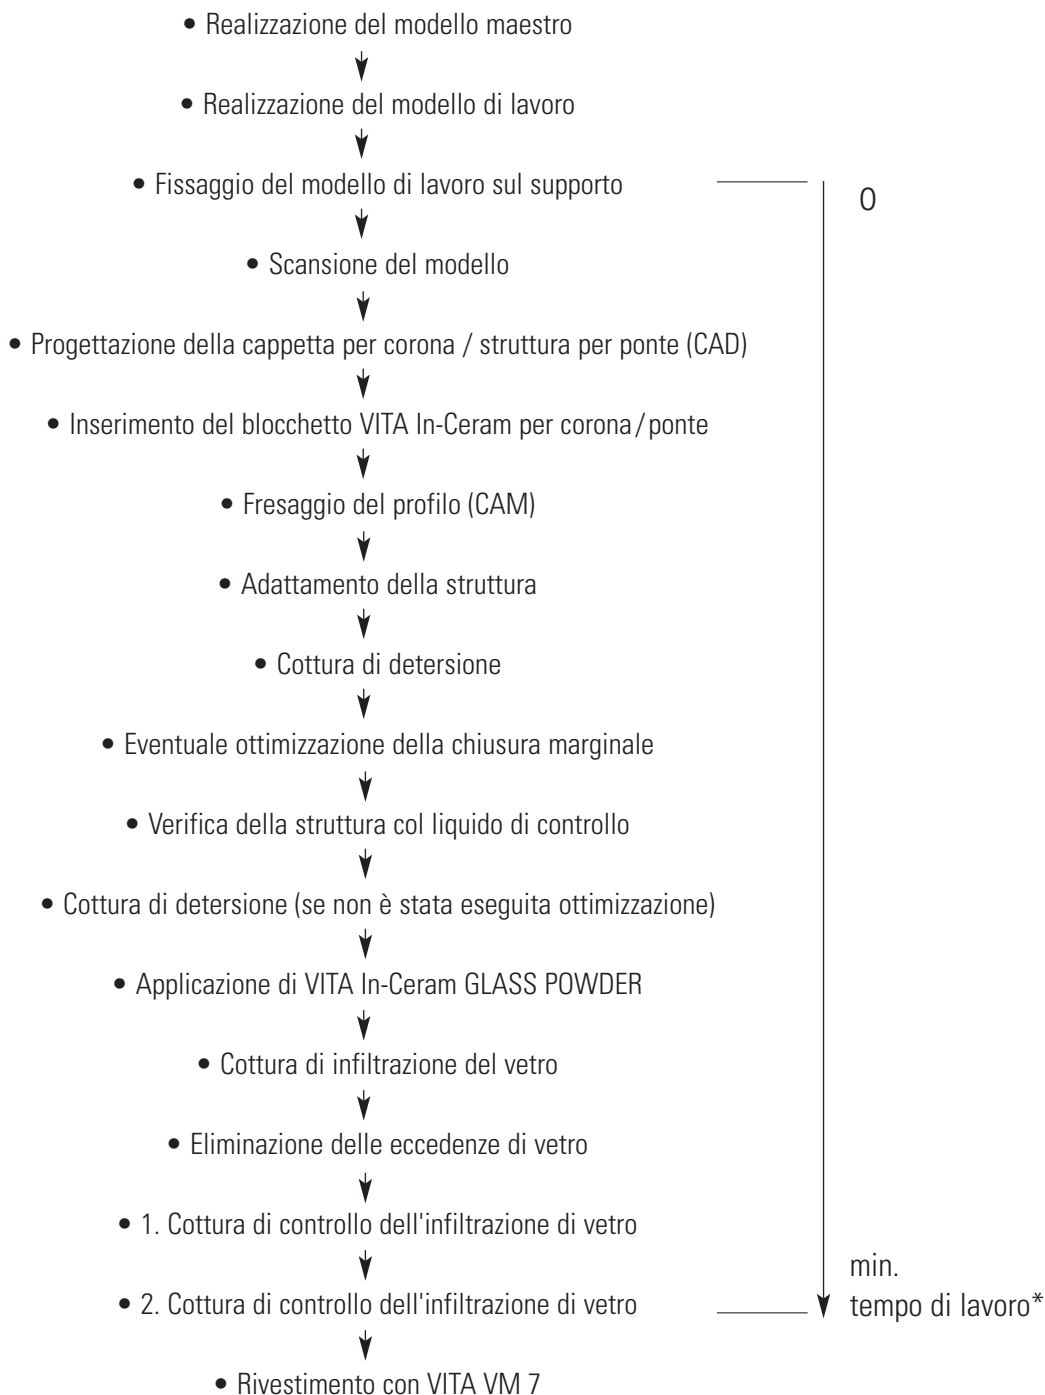 • Realizzazione del modello maestro
• Realizzazione del modello di lavoro
• Fissaggio del modello di lavoro sul supporto
0
• Scansione del modello
• Progettazione della cappetta per corona / struttura per ponte (CAD)
• Inserimento del blocchetto VITA In-Ceram per corona/ponte
• Fresaggio del profilo (CAM)
• Adattamento della struttura
• Cottura di detersione
• Eventuale ottimizzazione della chiusura marginale
• Verifica della struttura col liquido di controllo
• Cottura di detersione (se non è stata eseguita ottimizzazione)
• Applicazione di VITA In-Ceram GLASS POWDER
• Cottura di infiltrazione del vetro
• Eliminazione delle eccedenze di vetro
• 1. Cottura di controllo dell'infiltrazione di vetro
• 2. Cottura di controllo dell'infiltrazione di vetro
min.
tempo di lavoro*
• Rivestimento con VITA VM 7